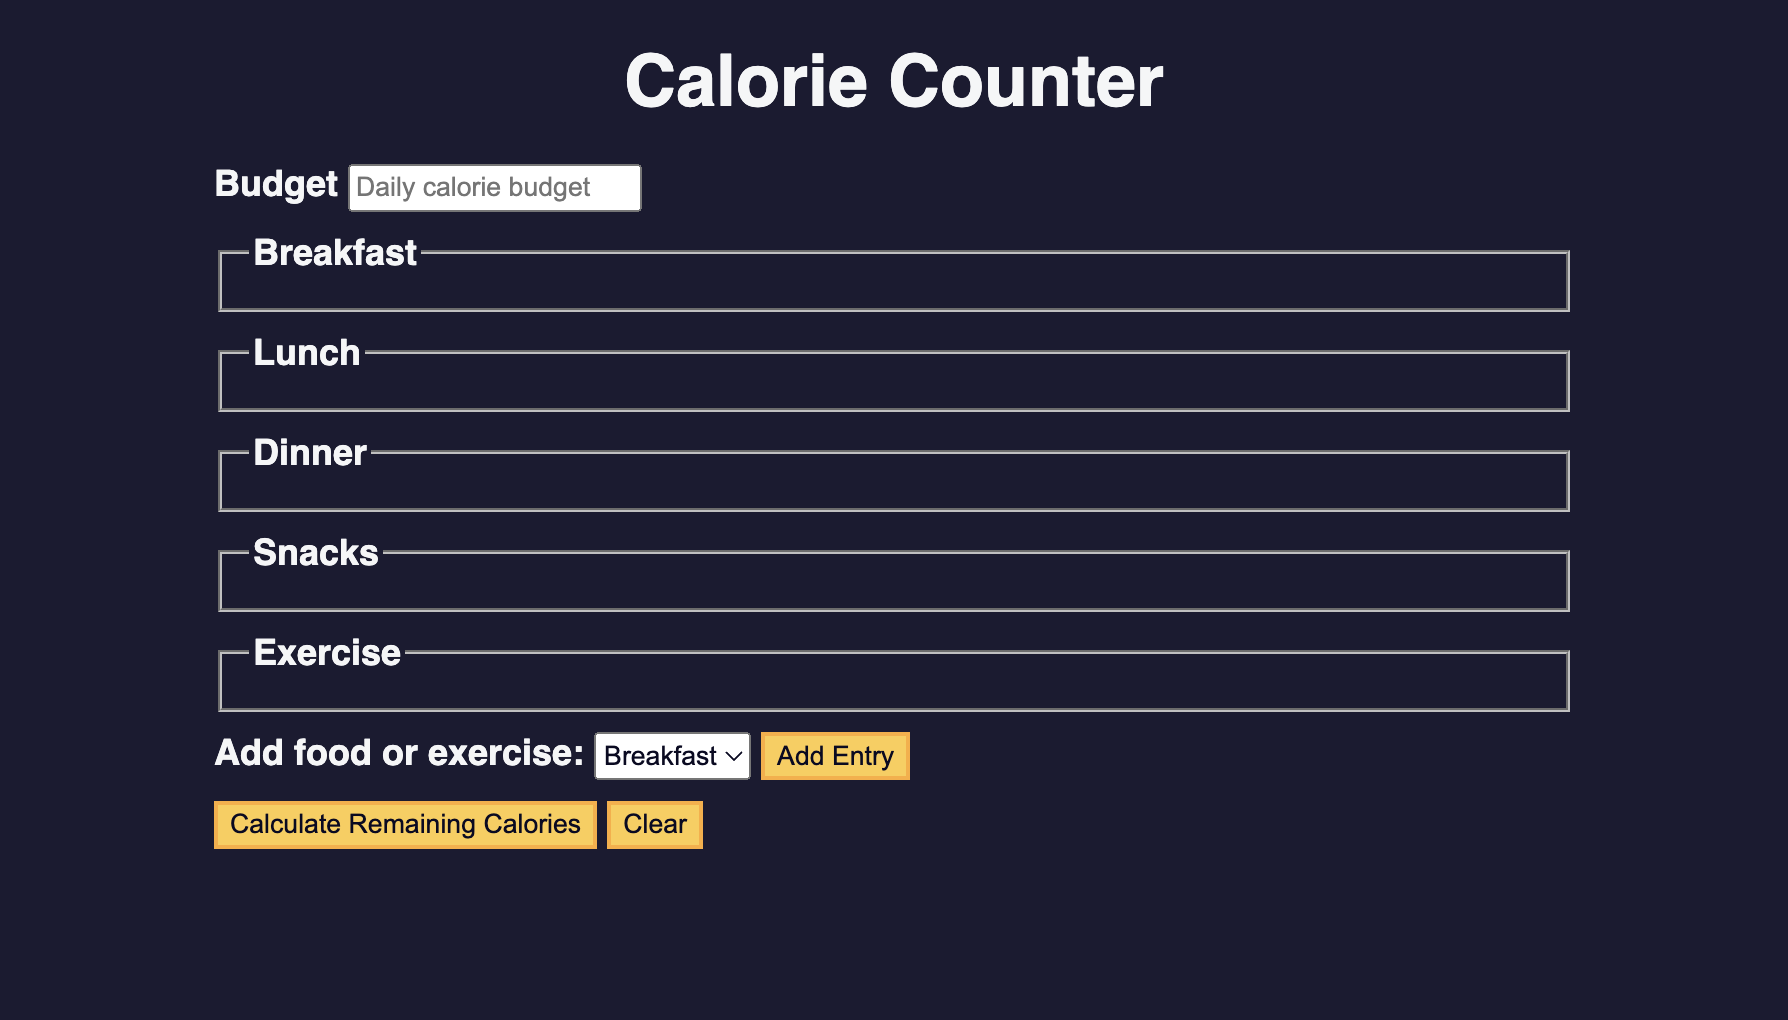 Calorie Counter
Budget Daily calorie budget
Breakfast
Lunch
Dinner
Snacks
Exercise
Add food or exercise: Breakfast Add Entry
Calculate Remaining Calories Clear